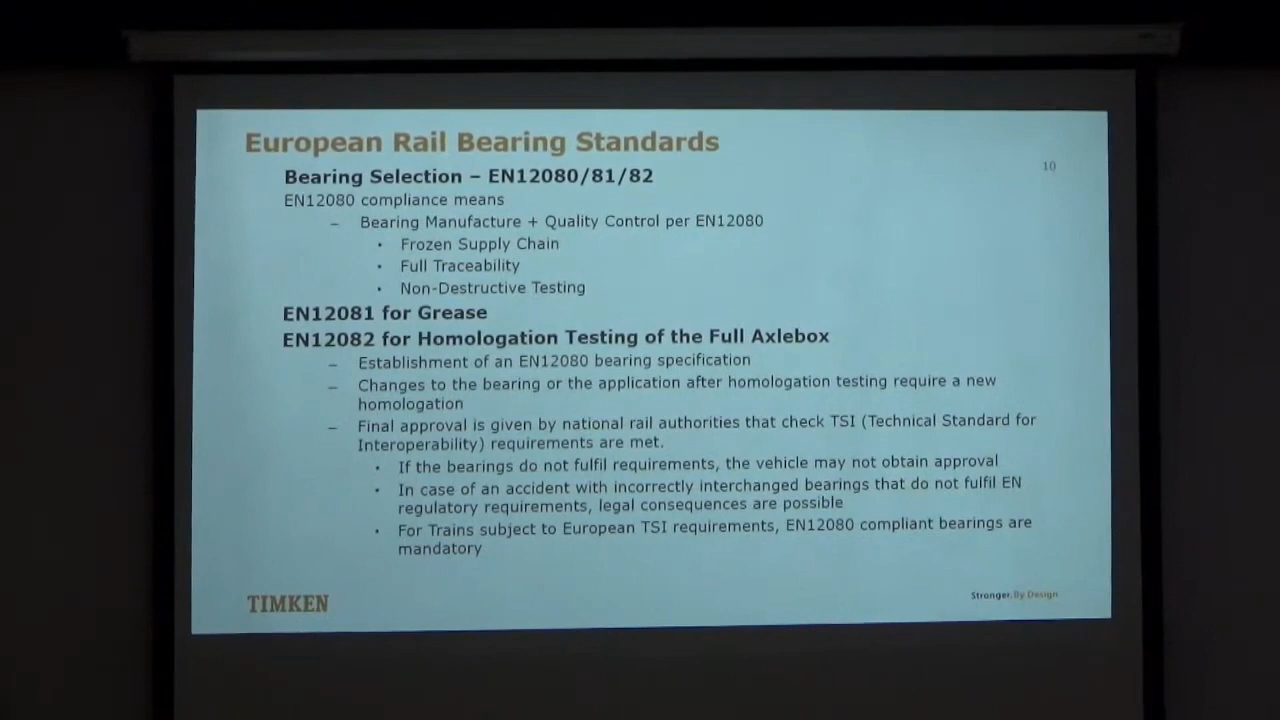 European Rail Bearing Standards
10
Bearing Selection – EN12080/81/82
EN12080 compliance means
– Bearing Manufacture + Quality Control per EN12080
• Frozen Supply Chain
• Full Traceability
• Non-Destructive Testing
EN12081 for Grease
EN12082 for Homologation Testing of the Full Axlebox
– Establishment of an EN12080 bearing specification
– Changes to the bearing or the application after homologation testing require a new
homologation
– Final approval is given by national rail authorities that check TSI (Technical Standard for
Interoperability) requirements are met.
• If the bearings do not fulfil requirements, the vehicle may not obtain approval
• In case of an accident with incorrectly interchanged bearings that do not fulfil EN
regulatory requirements, legal consequences are possible
• For Trains subject to European TSI requirements, EN12080 compliant bearings are
mandatory
TIMKEN
Stronger. By Design